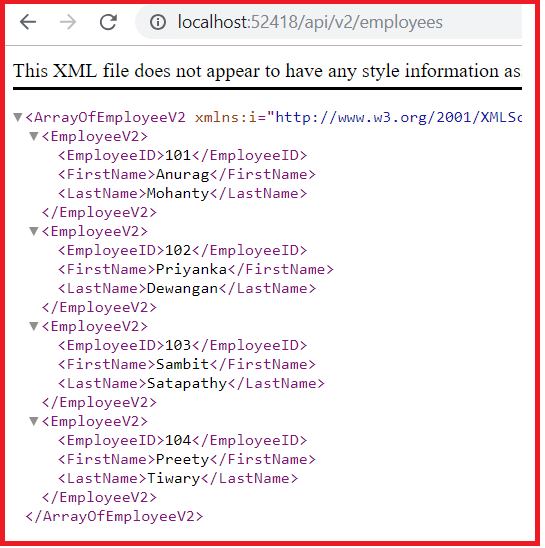 localhost:52418/api/v2/employees
This XML file does not appear to have any style information as
<ArrayOfEmployeeV2 xmlns:i="http://www.w3.org/2001/XMLSc
<EmployeeV2>
<EmployeeID>101</EmployeeID>
<FirstName>Anurag</FirstName>
<LastName>Mohanty</LastName>
</EmployeeV2>
<EmployeeV2>
<EmployeeID>102</EmployeeID>
<FirstName>Priyanka</FirstName>
<LastName>Dewangan</LastName>
</EmployeeV2>
<EmployeeV2>
<EmployeeID>103</EmployeeID>
<FirstName>Sambit</FirstName>
<LastName>Satapathy</LastName>
</EmployeeV2>
<EmployeeV2>
<EmployeeID>104</EmployeeID>
<FirstName>Preety</FirstName>
<LastName>Tiwary</LastName>
</EmployeeV2>
</ArrayOfEmployeeV2>